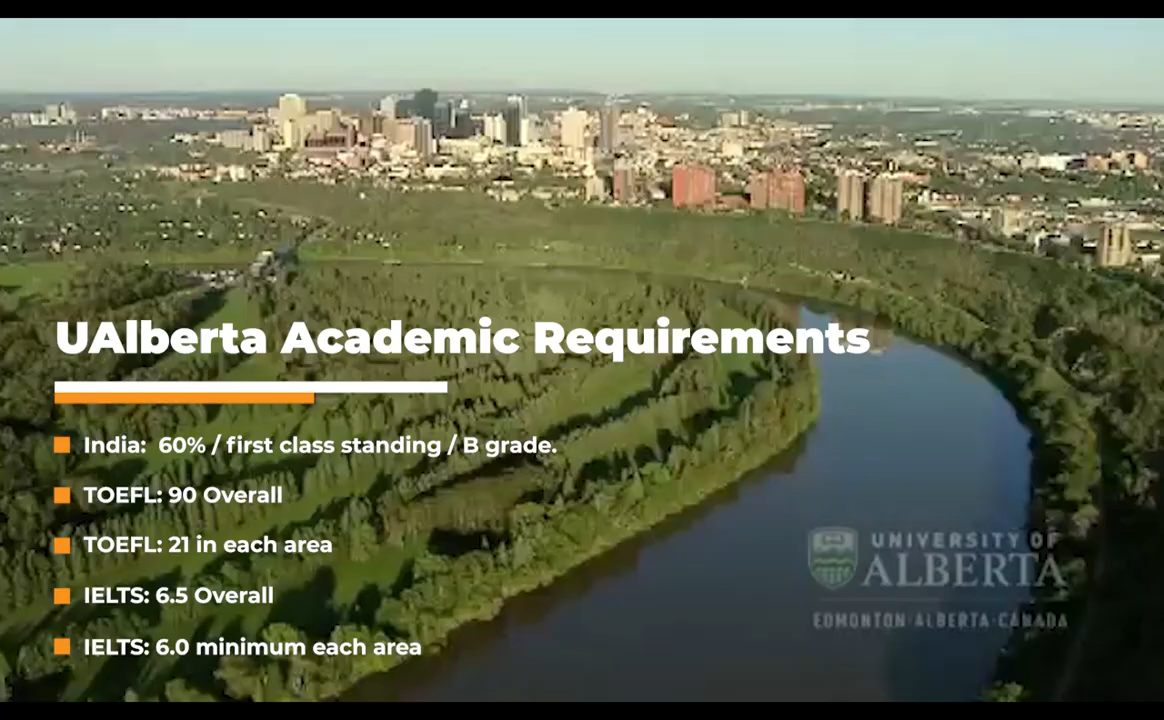 UAlberta Academic Requirements
India:  60% / first class standing / B grade.
TOEFL: 90 Overall
TOEFL: 21 in each area
IELTS: 6.5 Overall
IELTS: 6.0 minimum each area
UNIVERSITY OF
ALBERTA
EDMONTON·ALBERTA·CANADA